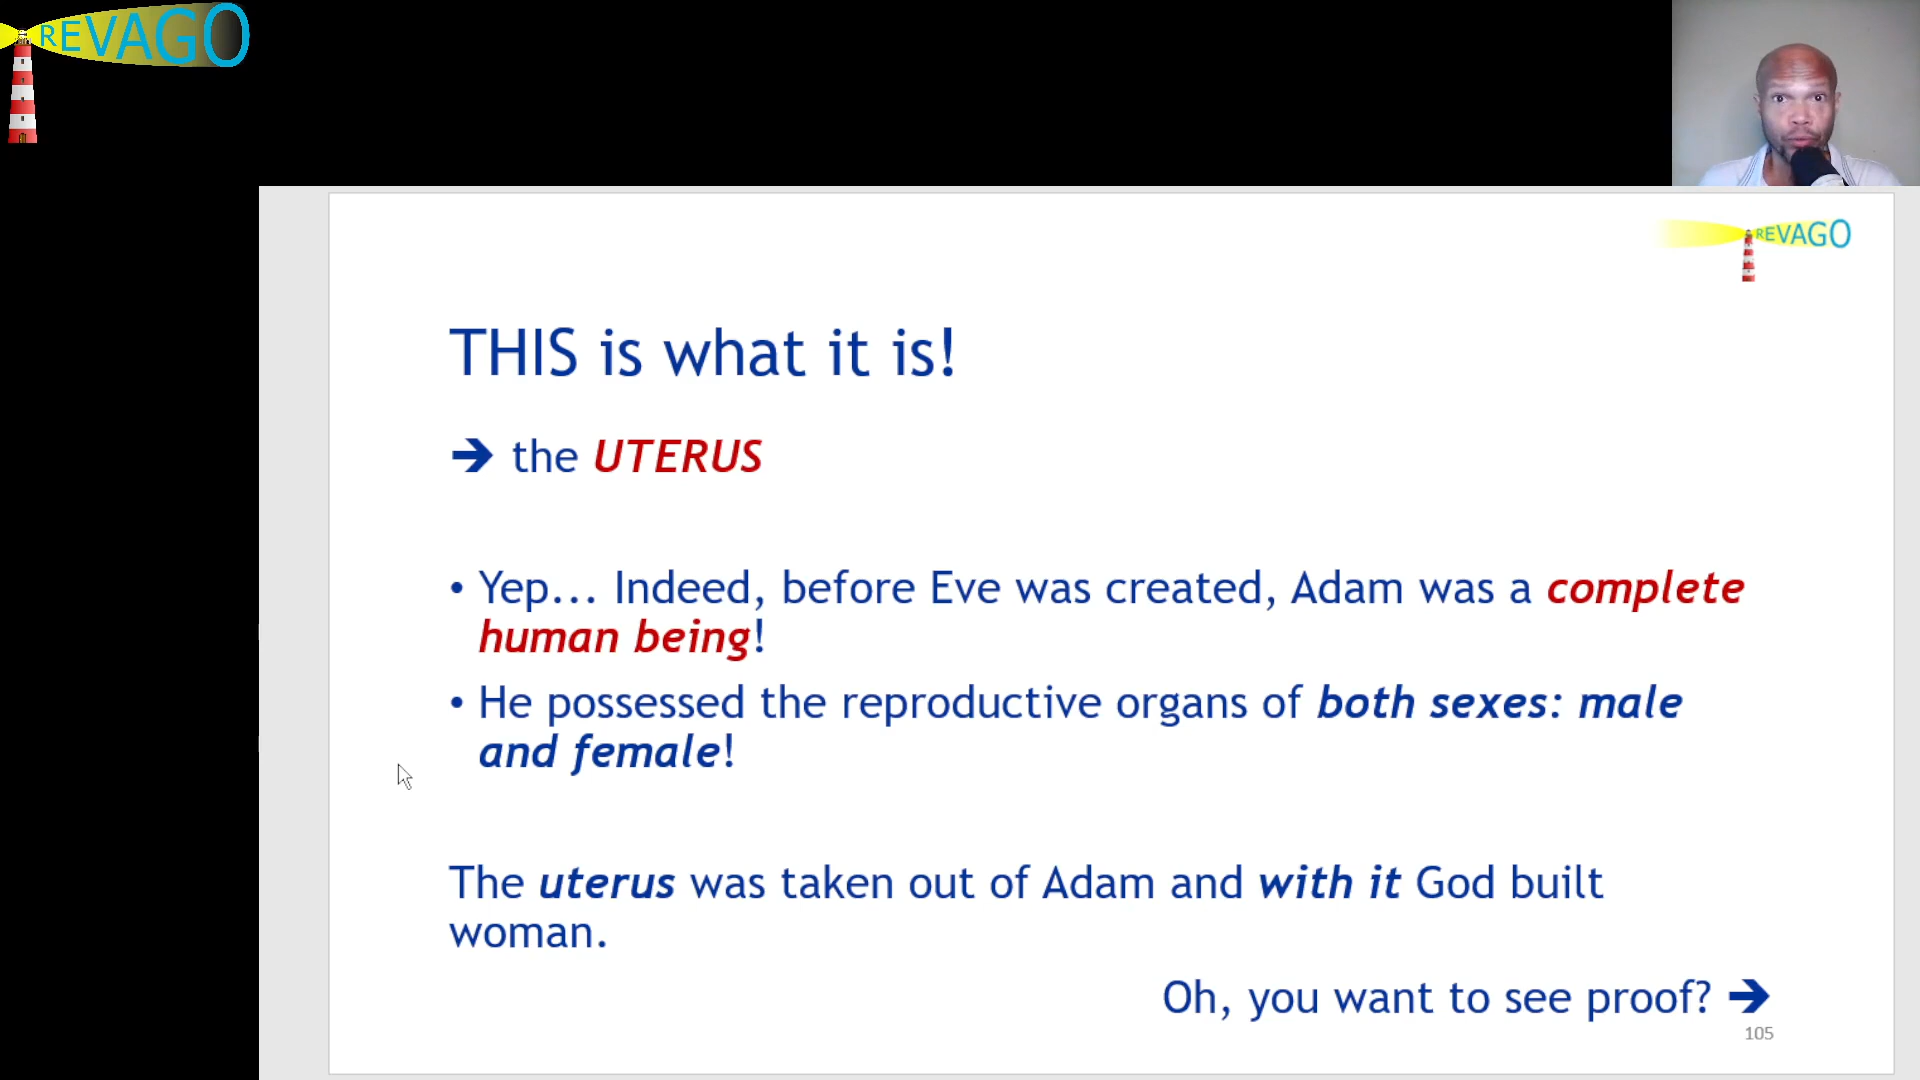 REVAGO
REVAGO
THIS is what it is!
➔ the UTERUS
• Yep... Indeed, before Eve was created, Adam was a complete
human being!
• He possessed the reproductive organs of both sexes: male
and female!
The uterus was taken out of Adam and with it God built
woman.
Oh, you want to see proof? ➔
105